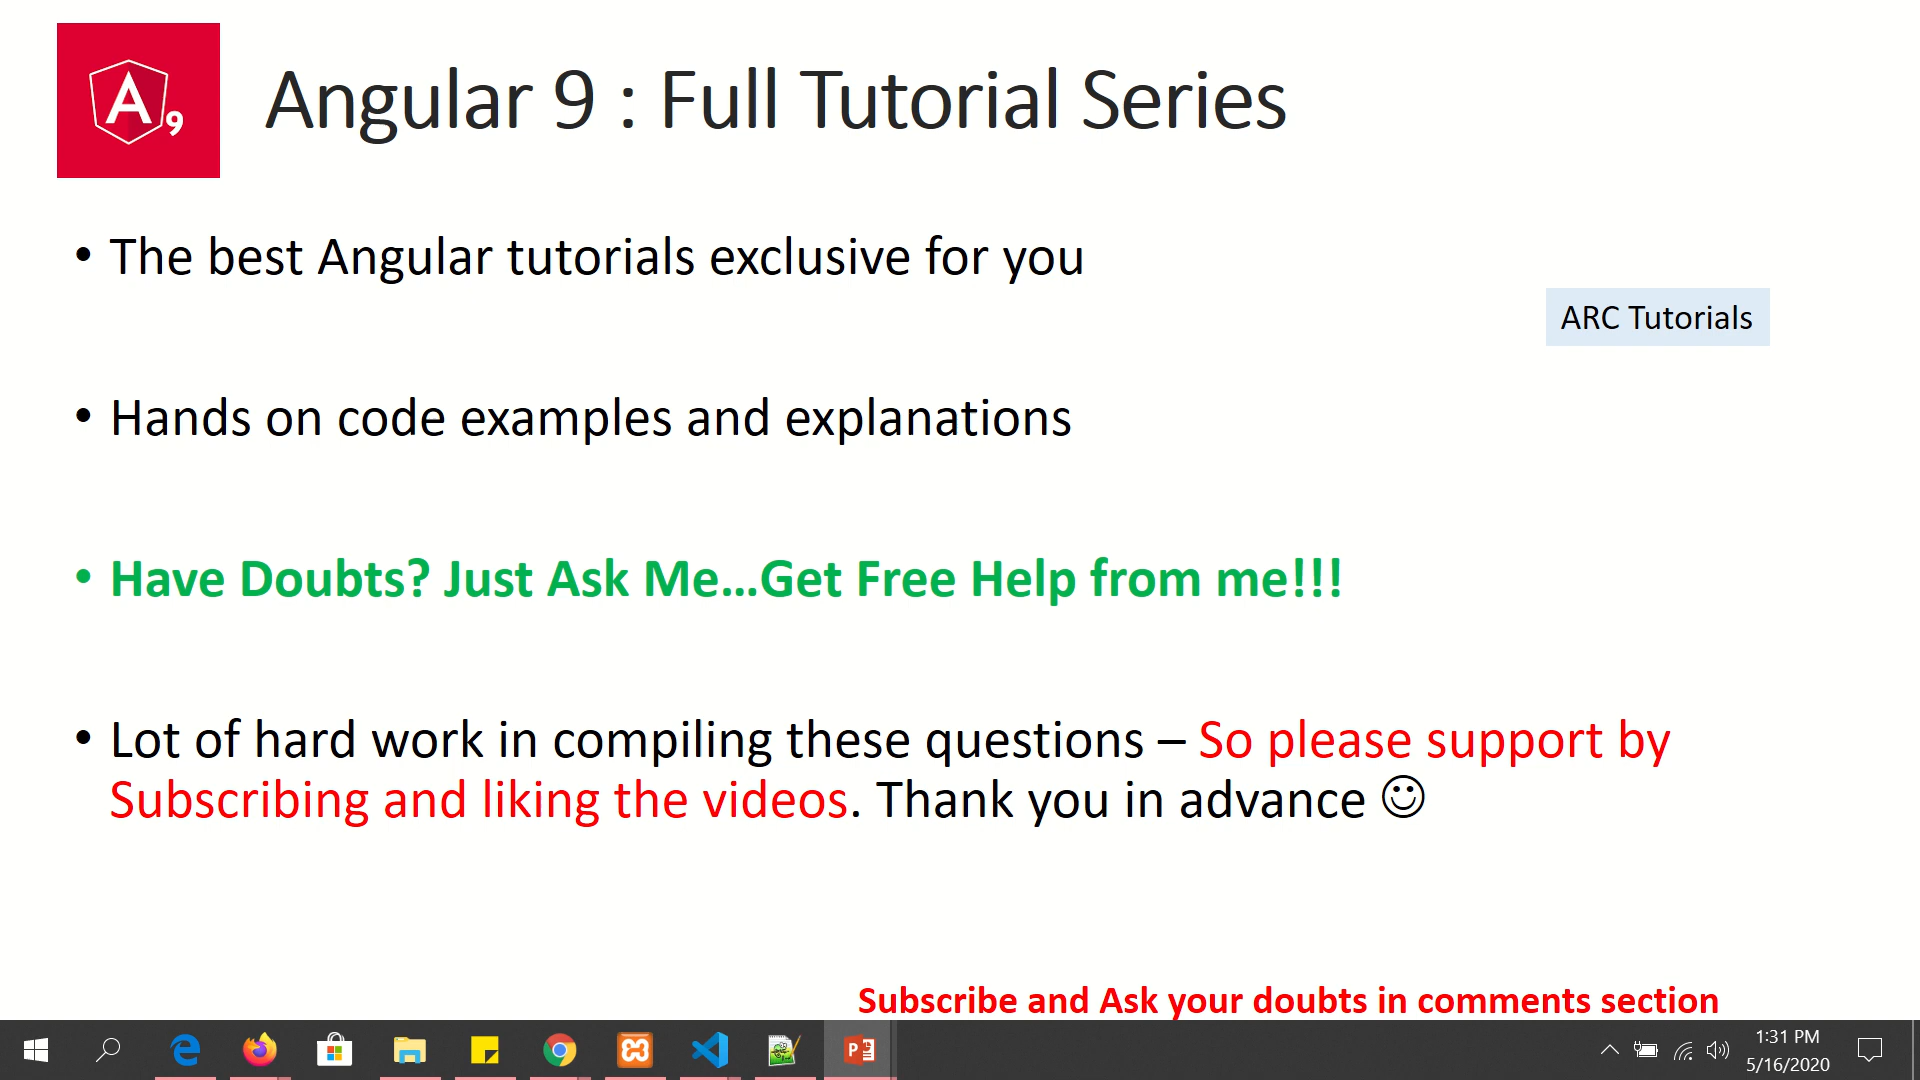 A 9
Angular 9 : Full Tutorial Series
• The best Angular tutorials exclusive for you
ARC Tutorials
• Hands on code examples and explanations
• Have Doubts? Just Ask Me...Get Free Help from me!!!
• Lot of hard work in compiling these questions – So please support by
Subscribing and liking the videos. Thank you in advance ☺
Subscribe and Ask your doubts in comments section
1:31 PM
5/16/2020